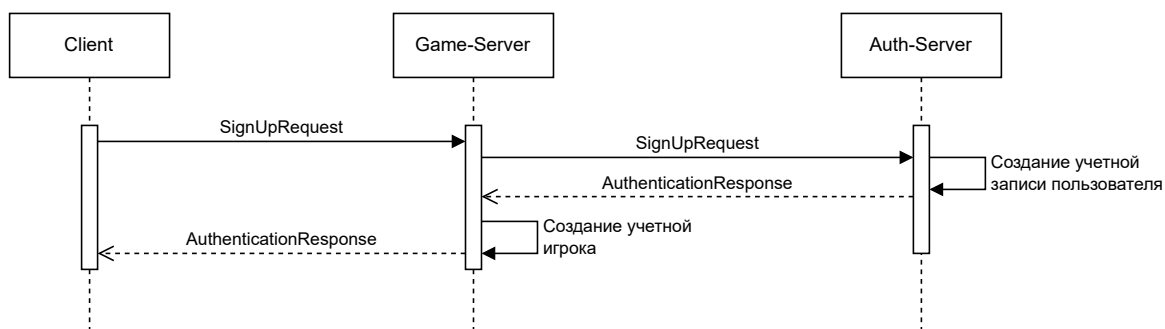 Client
Game-Server
Auth-Server
SignUpRequest
SignUpRequest
Создание учетной
записи пользователя
AuthenticationResponse
Создание учетной
игрока
AuthenticationResponse